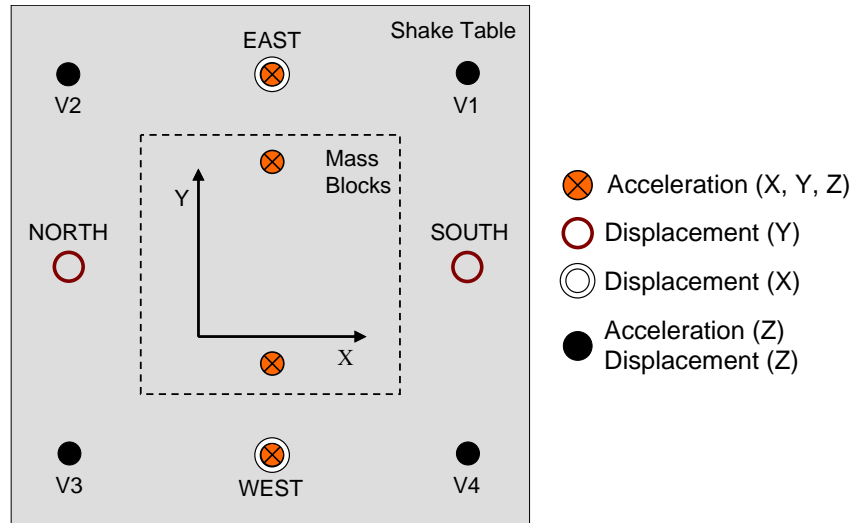 Shake Table
EAST
V2
V1
Mass
Blocks
Y
NORTH
SOUTH
X
V3
WEST
V4
Acceleration (X, Y, Z)
Displacement (Y)
Displacement (X)
Acceleration (Z)
Displacement (Z)